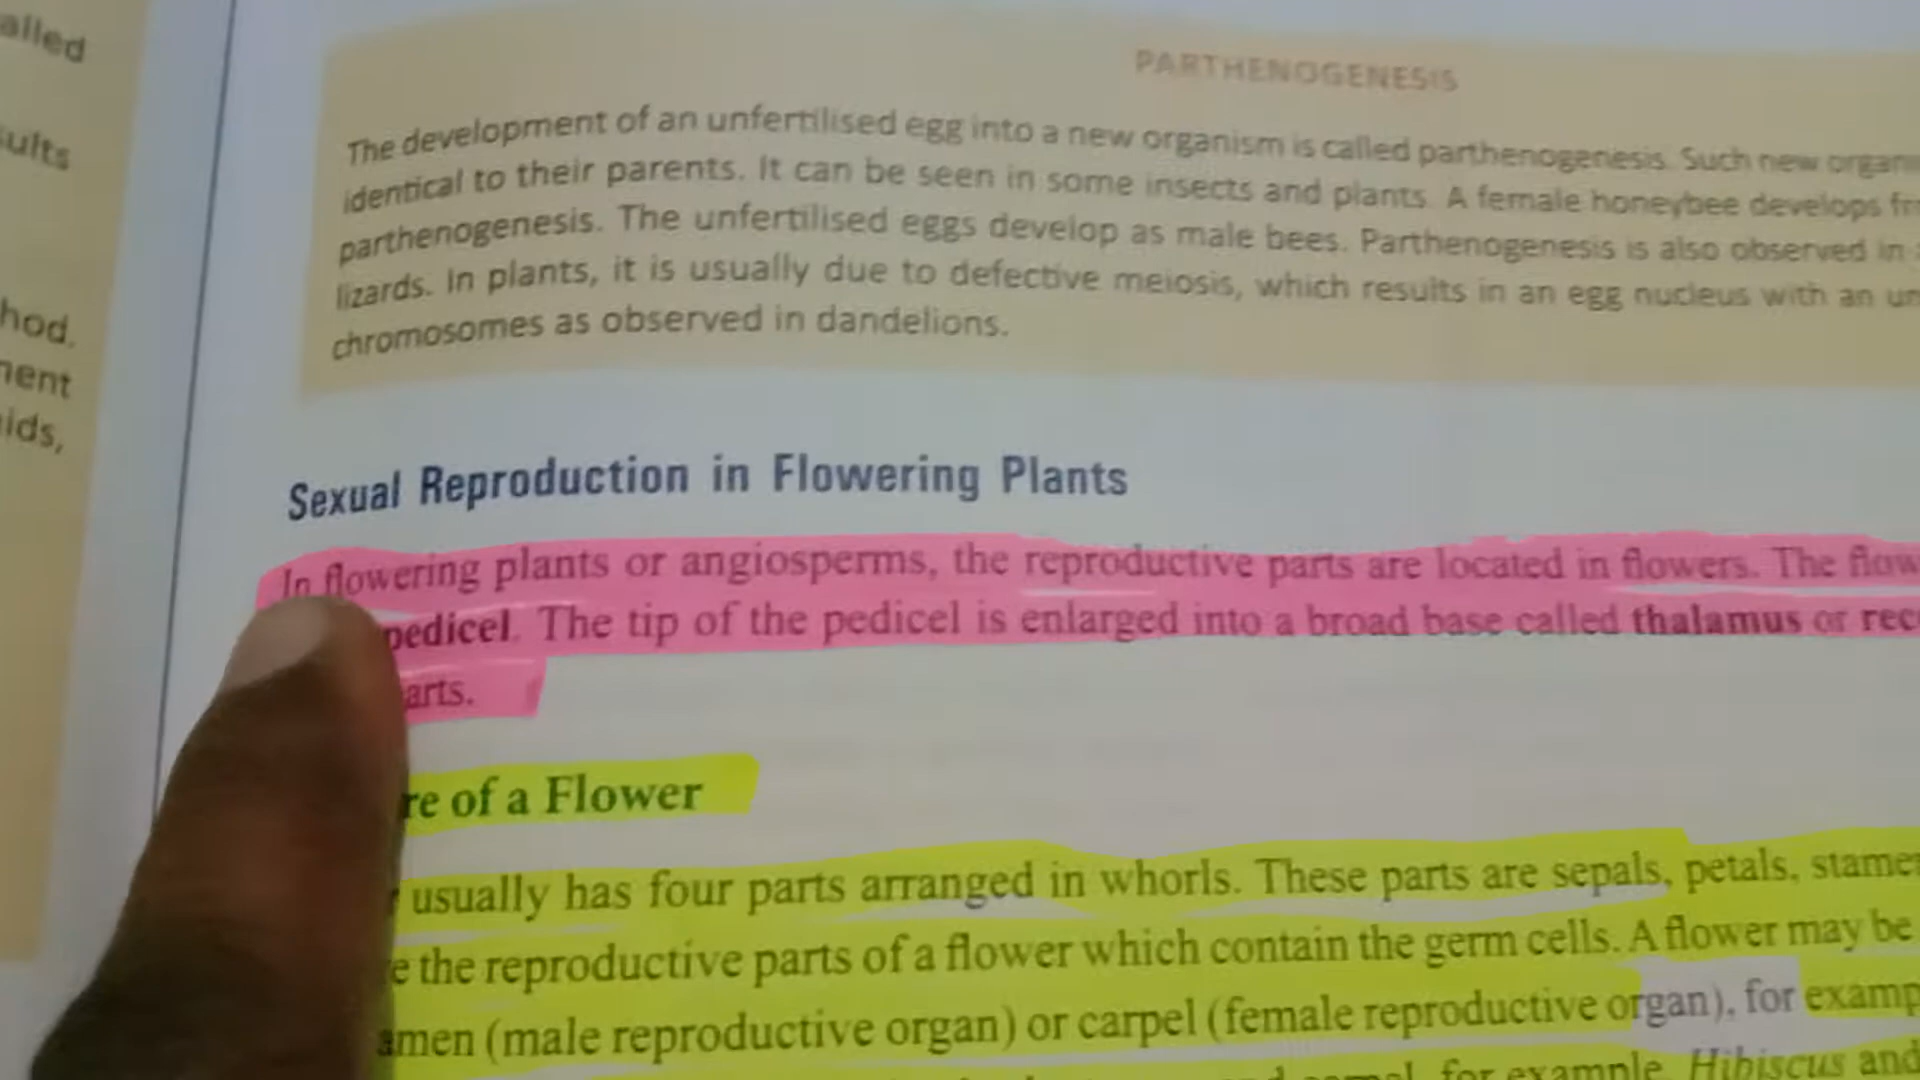 alled
sults
hod.
ment
ids,
PARTHENOGENESIS
The development of an unfertilised egg into a new organism is called parthenogenesis. Such new organi
identical to their parents. It can be seen in some insects and plants. A female honeybee develops fr
parthenogenesis. The unfertilised eggs develop as male bees. Parthenogenesis is also observed in
lizards. In plants, it is usually due to defective meiosis, which results in an egg nucleus with an un
chromosomes as observed in dandelions.
Sexual Reproduction in Flowering Plants
In flowering plants or angiosperms, the reproductive parts are located in flowers. The flow
pedicel. The tip of the pedicel is enlarged into a broad base called thalamus or rec
arts.
re of a Flower
usually has four parts arranged in whorls. These parts are sepals, petals, stamen
e the reproductive parts of a flower which contain the germ cells. A flower may be
amen (male reproductive organ) or carpel (female reproductive organ), for examp
for example, Hibiscus and